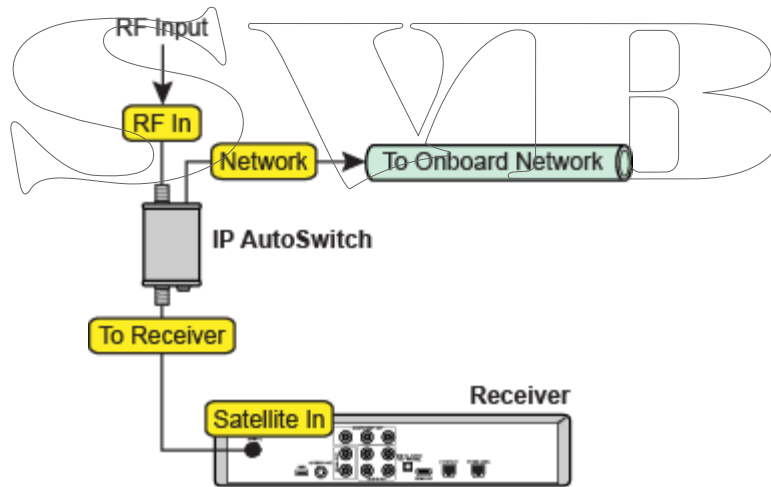 RF Input
RF In
Network
To Onboard Network
IP AutoSwitch
To Receiver
Receiver
Satellite In
SVB